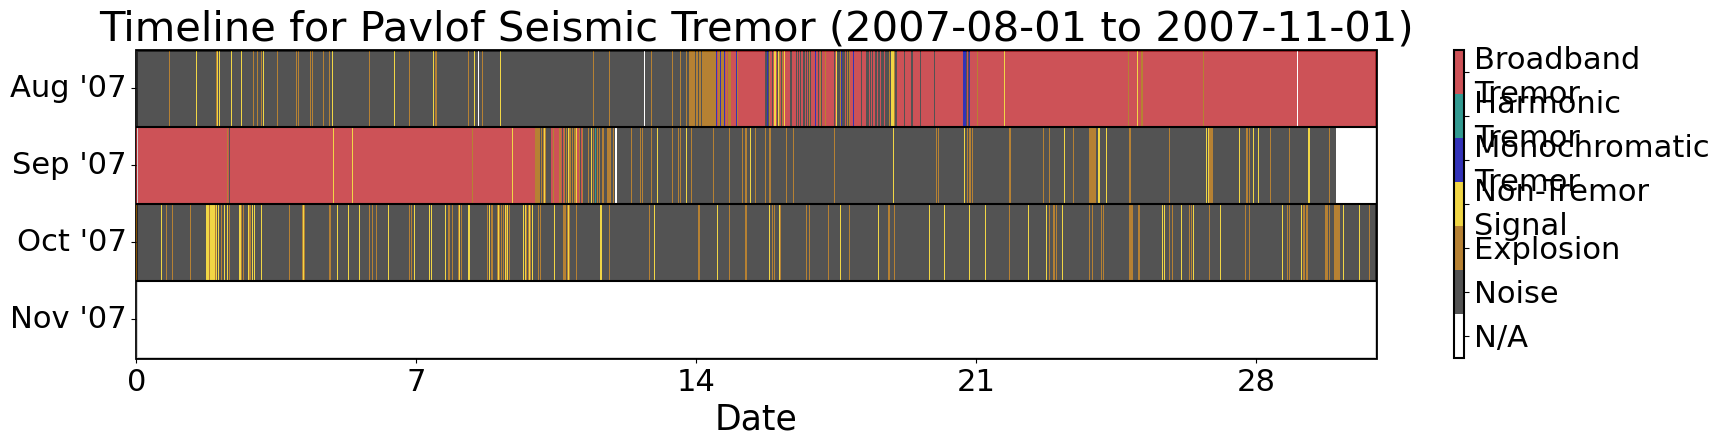 Timeline for Pavlof Seismic Tremor (2007-08-01 to 2007-11-01)
Aug '07
Sep '07
Oct '07
Nov '07
0
7
14
21
28
Date
Broadband
Tremor
Harmonic
Tremor
Monochromatic
Tremor
Non-Tremor
Signal
Explosion
Noise
N/A